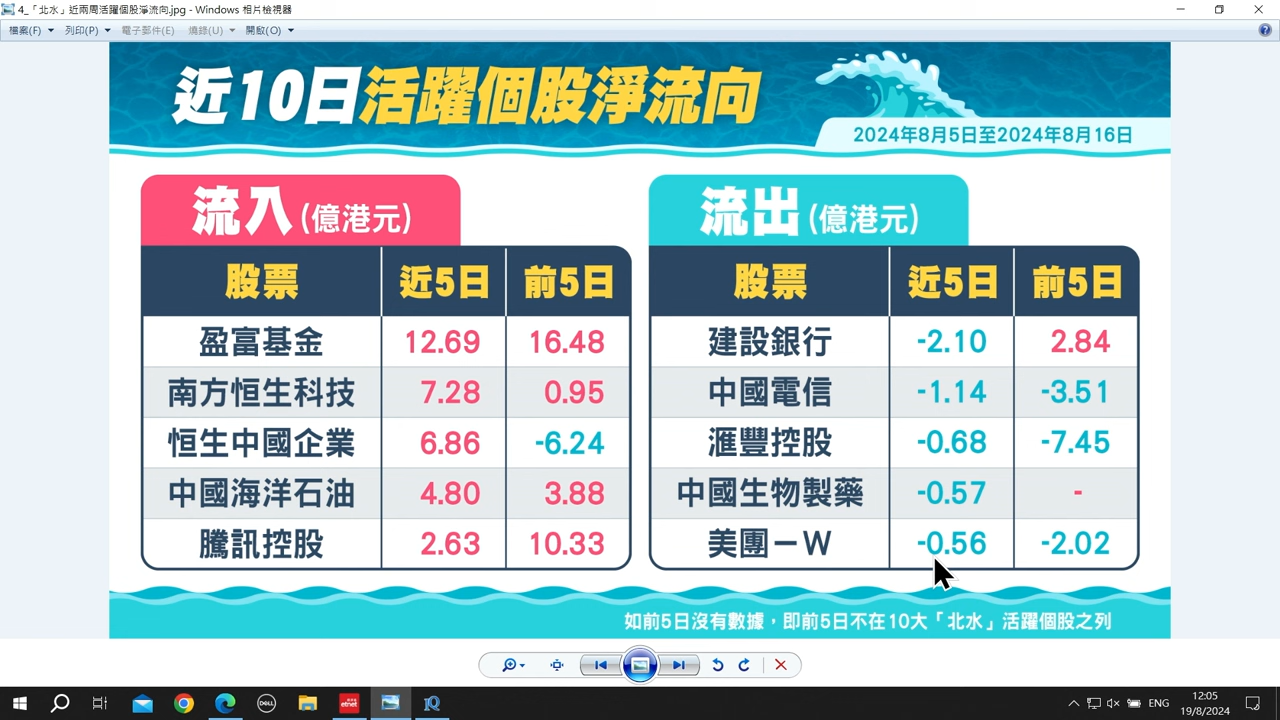 4_「北水」近兩周活躍個股淨流向.jpg - Windows 相片檢視器
檔案(F) 列印(P) 電子郵件(E) 燒錄(U) 開啟(O)
近10日活躍個股淨流向
2024年8月5日至2024年8月16日
流入(億港元)
股票 近5日 前5日
盈富基金 12.69 16.48
南方恒生科技 7.28 0.95
恒生中國企業 6.86 -6.24
中國海洋石油 4.80 3.88
騰訊控股 2.63 10.33
流出(億港元)
股票 近5日 前5日
建設銀行 -2.10 2.84
中國電信 -1.14 -3.51
滙豐控股 -0.68 -7.45
中國生物製藥 -0.57 -
美團－W -0.56 -2.02
如前5日沒有數據，即前5日不在10大「北水」活躍個股之列
DELL
etnet
IQ
ENG
12:05
19/8/2024